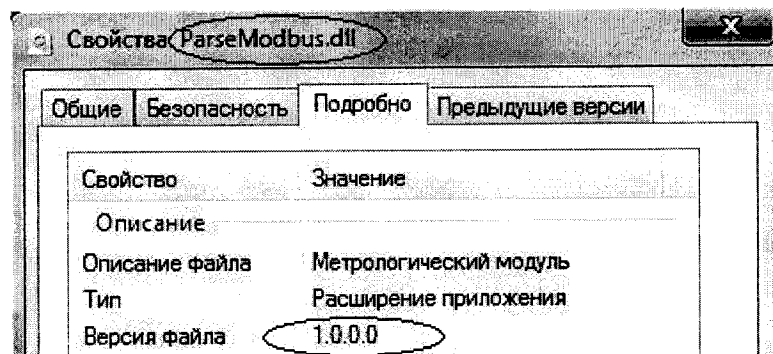 Свойства: ParseModbus.dll
Общие Безопасность Подробно Предыдущие версии
Свойство Значение
Описание
Описание файла Метрологический модуль
Тип Расширение приложения
Версия файла 1.0.0.0